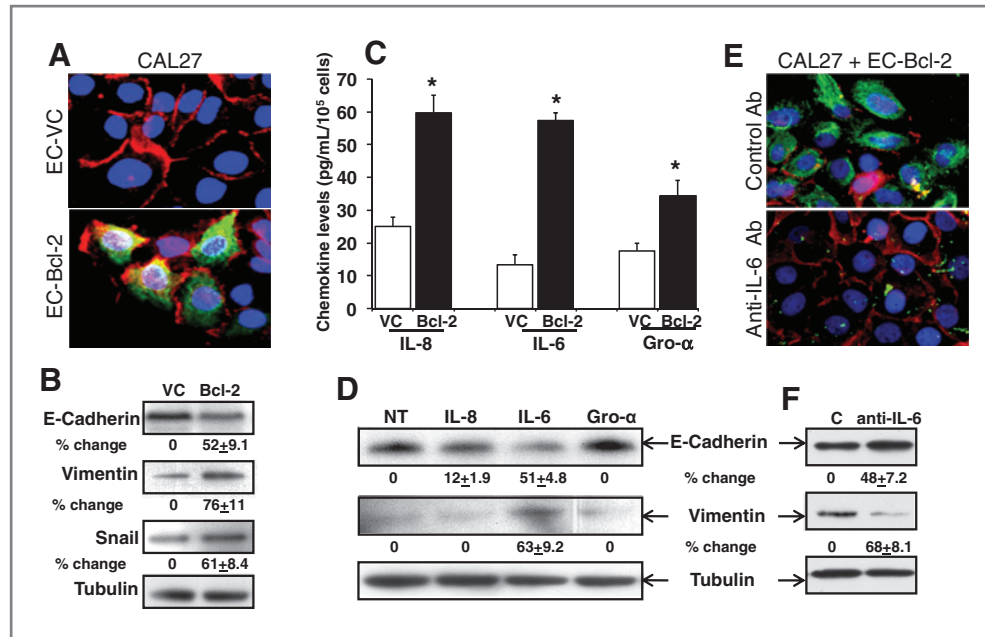 A
CAL27
EC-VC
EC-Bcl-2
B
VC Bcl-2
E-Cadherin
% change 0 52±9.1
Vimentin
% change 0 76±11
Snail
% change 0 61±8.4
Tubulin
C
Chemokine levels (pg/mL/10⁵ cells)
70
60
50
40
30
20
10
0
* * *
VC Bcl-2 VC Bcl-2 VC Bcl-2
IL-8 IL-6 Gro-α
D
NT IL-8 IL-6 Gro-α
E-Cadherin
0 12±1.9 51±4.8 0 % change
Vimentin
0 0 63±9.2 0 % change
Tubulin
E
CAL27 + EC-Bcl-2
Control Ab
Anti-IL-6 Ab
F
C anti-IL-6
0 48±7.2
0 68±8.1